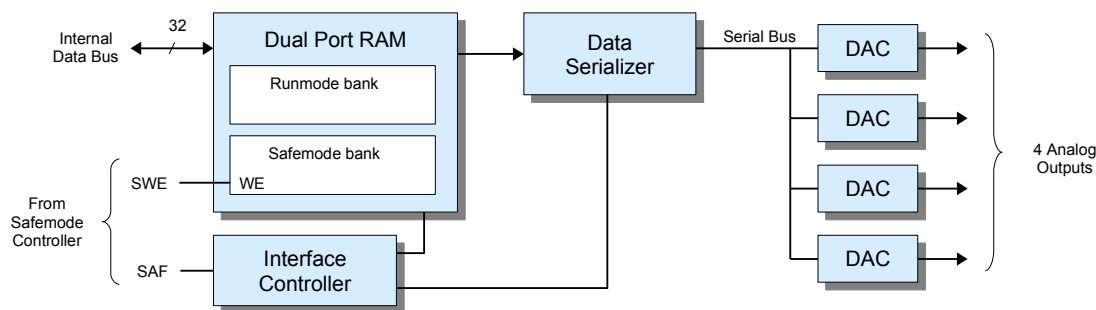 32
Internal
Data Bus
Dual Port RAM
Runmode bank
Safemode bank
WE
SWE
From
Safemode
Controller
SAF
Interface
Controller
Data
Serializer
Serial Bus
DAC
DAC
DAC
DAC
4 Analog
Outputs